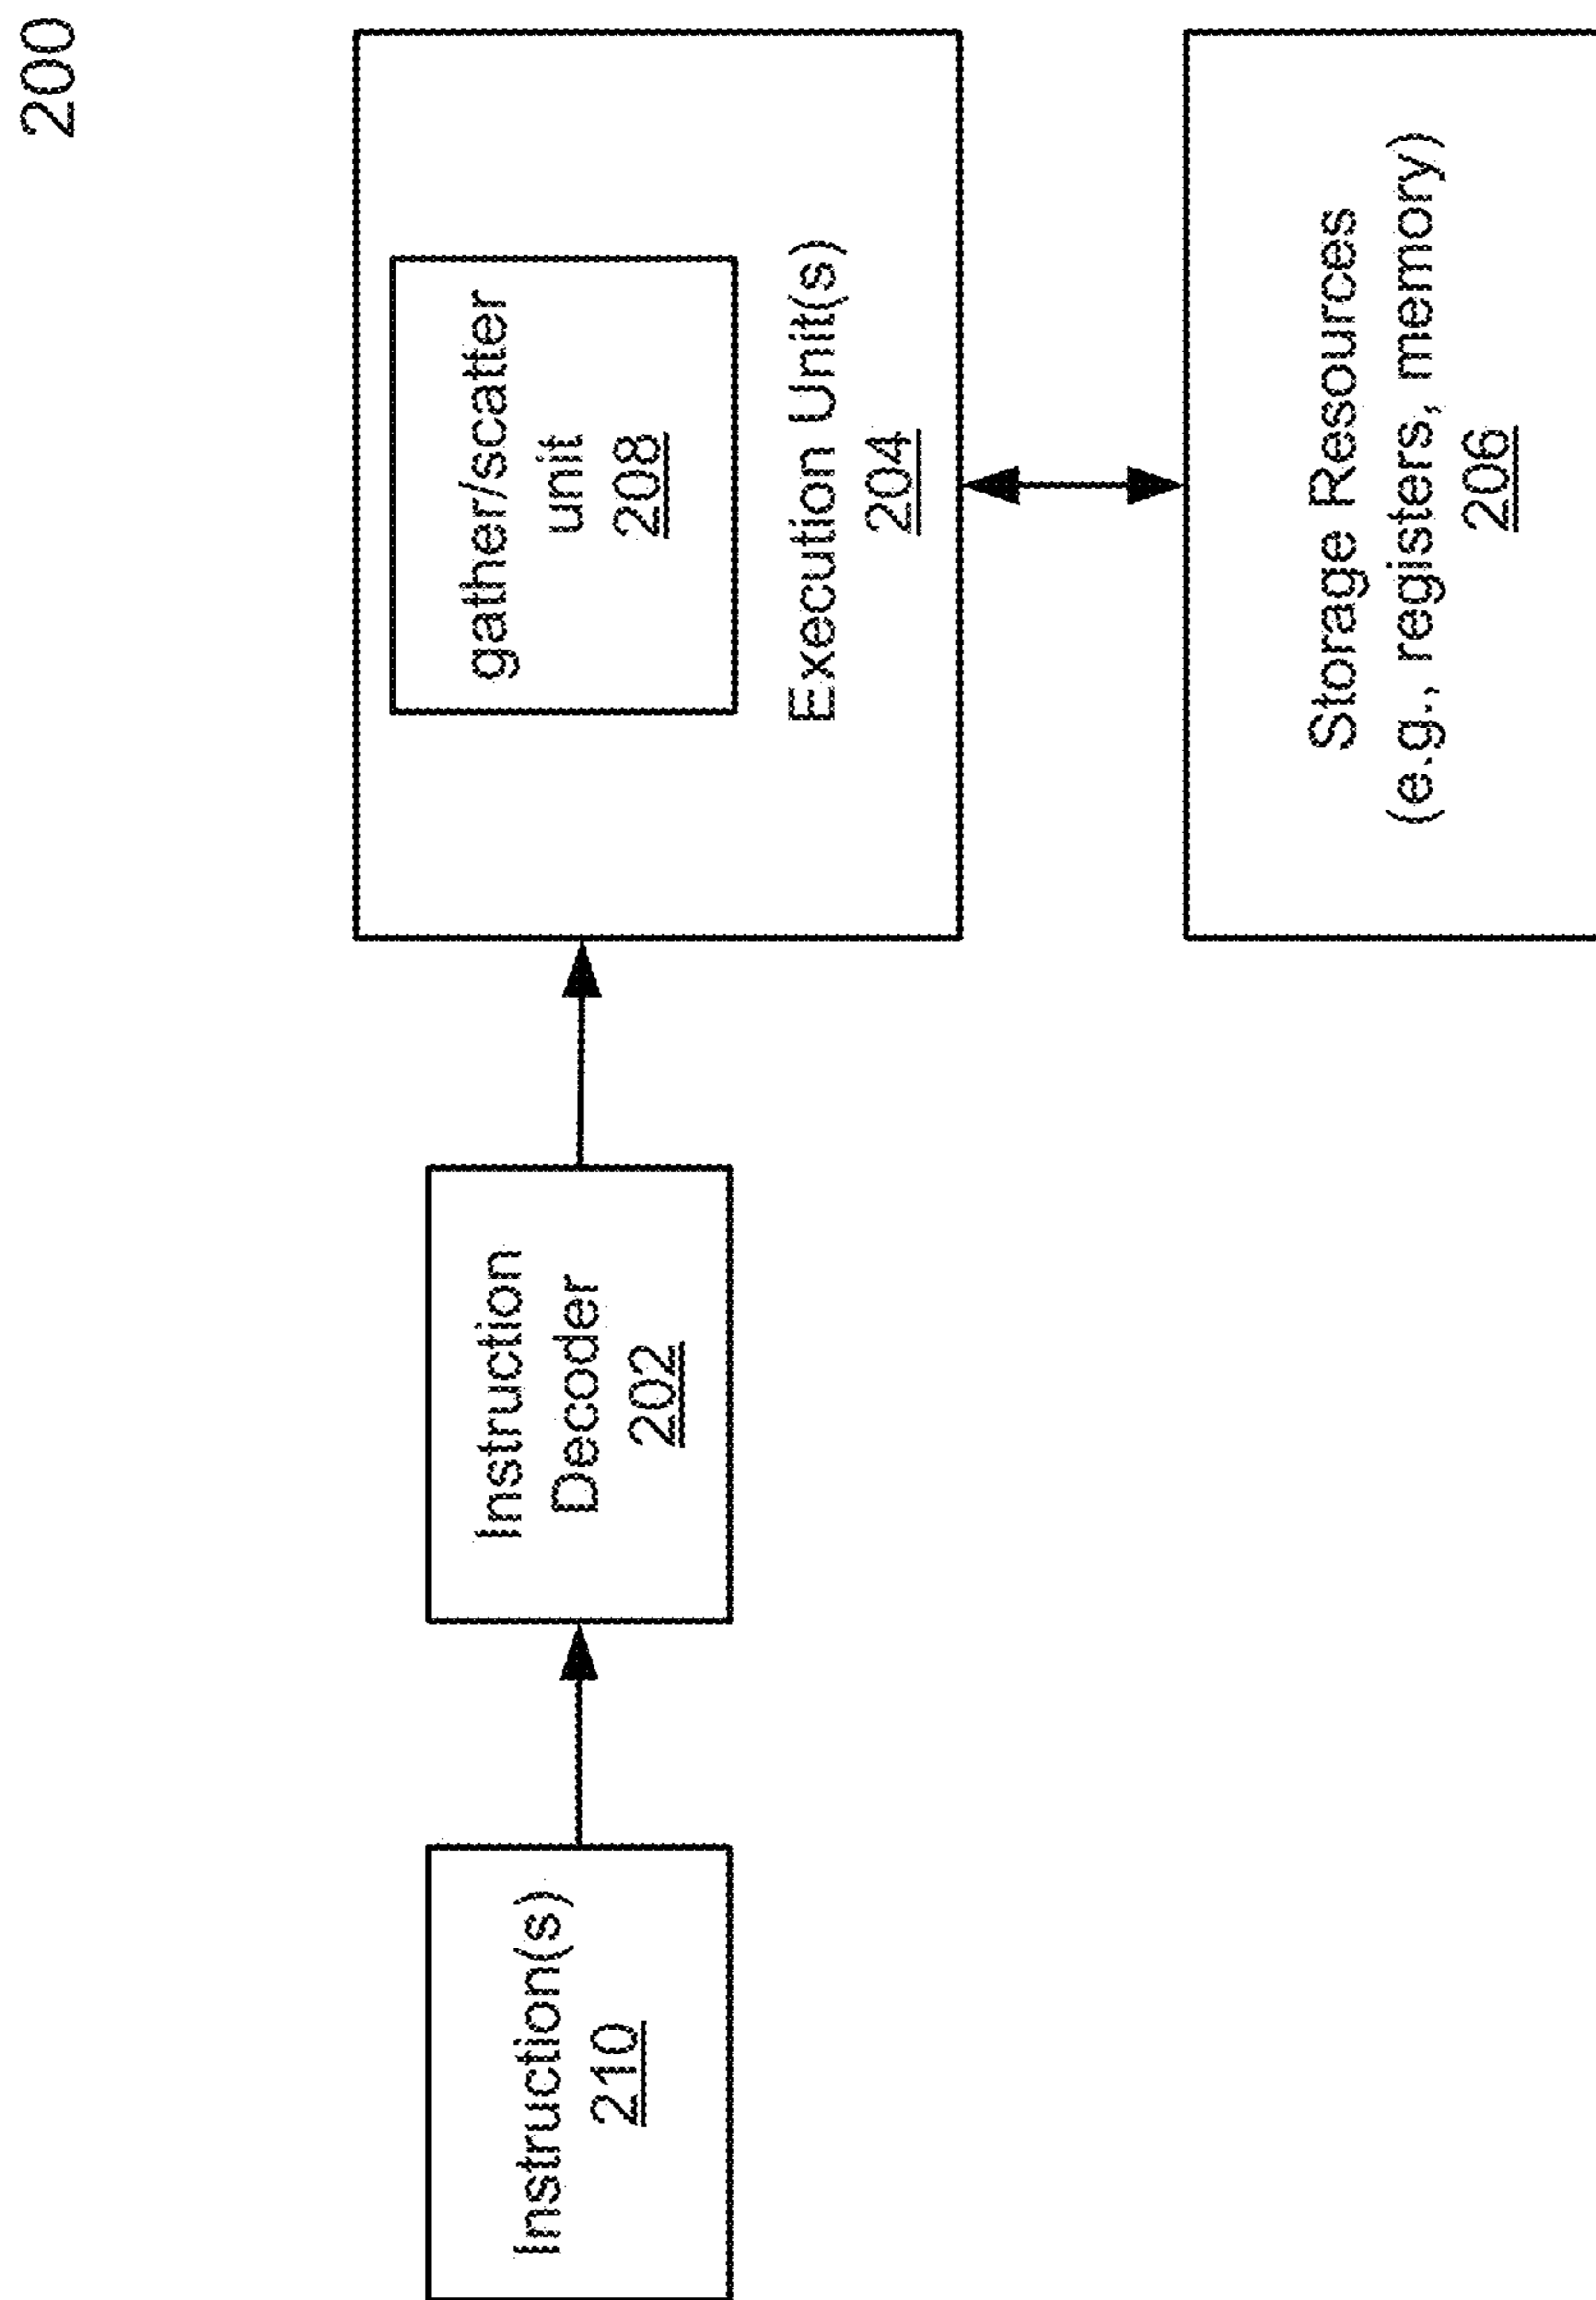 200
Instruction(s)
210
Instruction
Decoder
202
gather/scatter
unit
208
Execution Unit(s)
204
Storage Resources
(e.g., registers, memory)
206